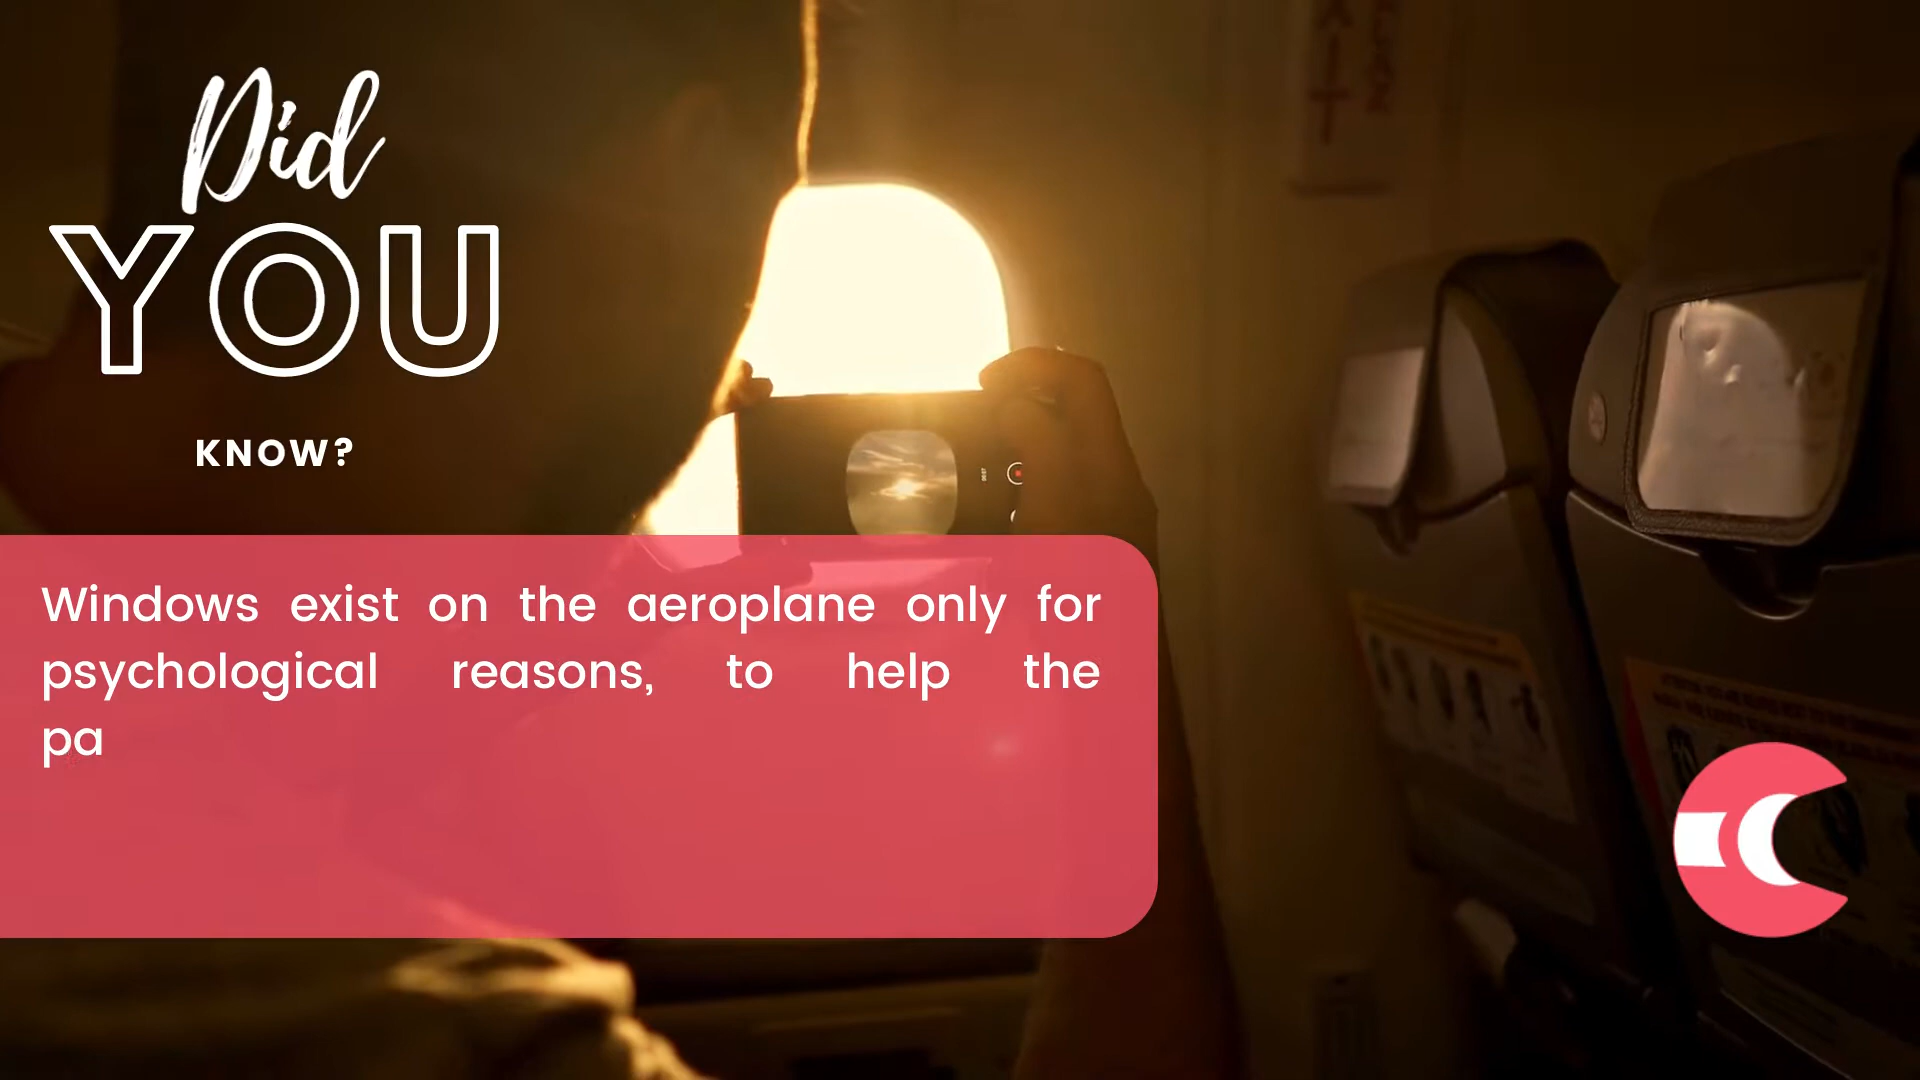 Did
YOU
KNOW?
Windows exist on the aeroplane only for
psychological reasons, to help the
pa